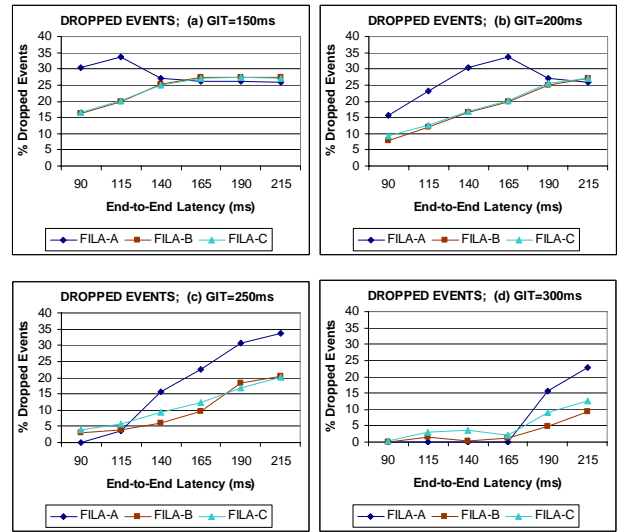 DROPPED EVENTS; (a) GIT=150ms
% Dropped Events
40
35
30
25
20
15
10
5
0
90 115 140 165 190 215
End-to-End Latency (ms)
FILA-A FILA-B FILA-C
DROPPED EVENTS; (b) GIT=200ms
% Dropped Events
40
35
30
25
20
15
10
5
0
90 115 140 165 190 215
End-to-End Latency (ms)
FILA-A FILA-B FILA-C
DROPPED EVENTS; (c) GIT=250ms
% Dropped Events
40
35
30
25
20
15
10
5
0
90 115 140 165 190 215
End-to-End Latency (ms)
FILA-A FILA-B FILA-C
DROPPED EVENTS; (d) GIT=300ms
% Dropped Events
40
35
30
25
20
15
10
5
0
90 115 140 165 190 215
End-to-End Latency (ms)
FILA-A FILA-B FILA-C